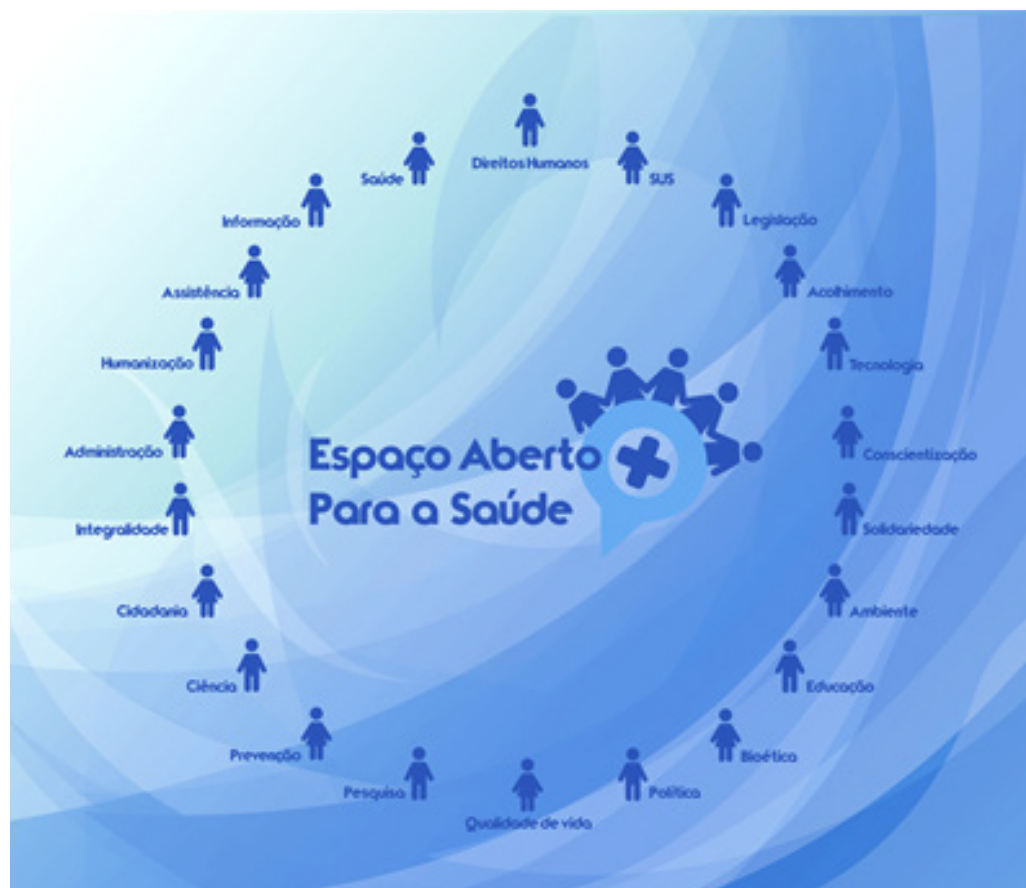 Direitos Humanos
Saúde
SUS
Informação
Legislação
Assistência
Acolhimento
Humanização
Tecnologia
Administração
Conscientização
Espaço Aberto
Para a Saúde
Integralidade
Solidariedade
Cidadania
Ambiente
Ciência
Educação
Prevenção
Bioética
Pesquisa
Política
Qualidade de vida